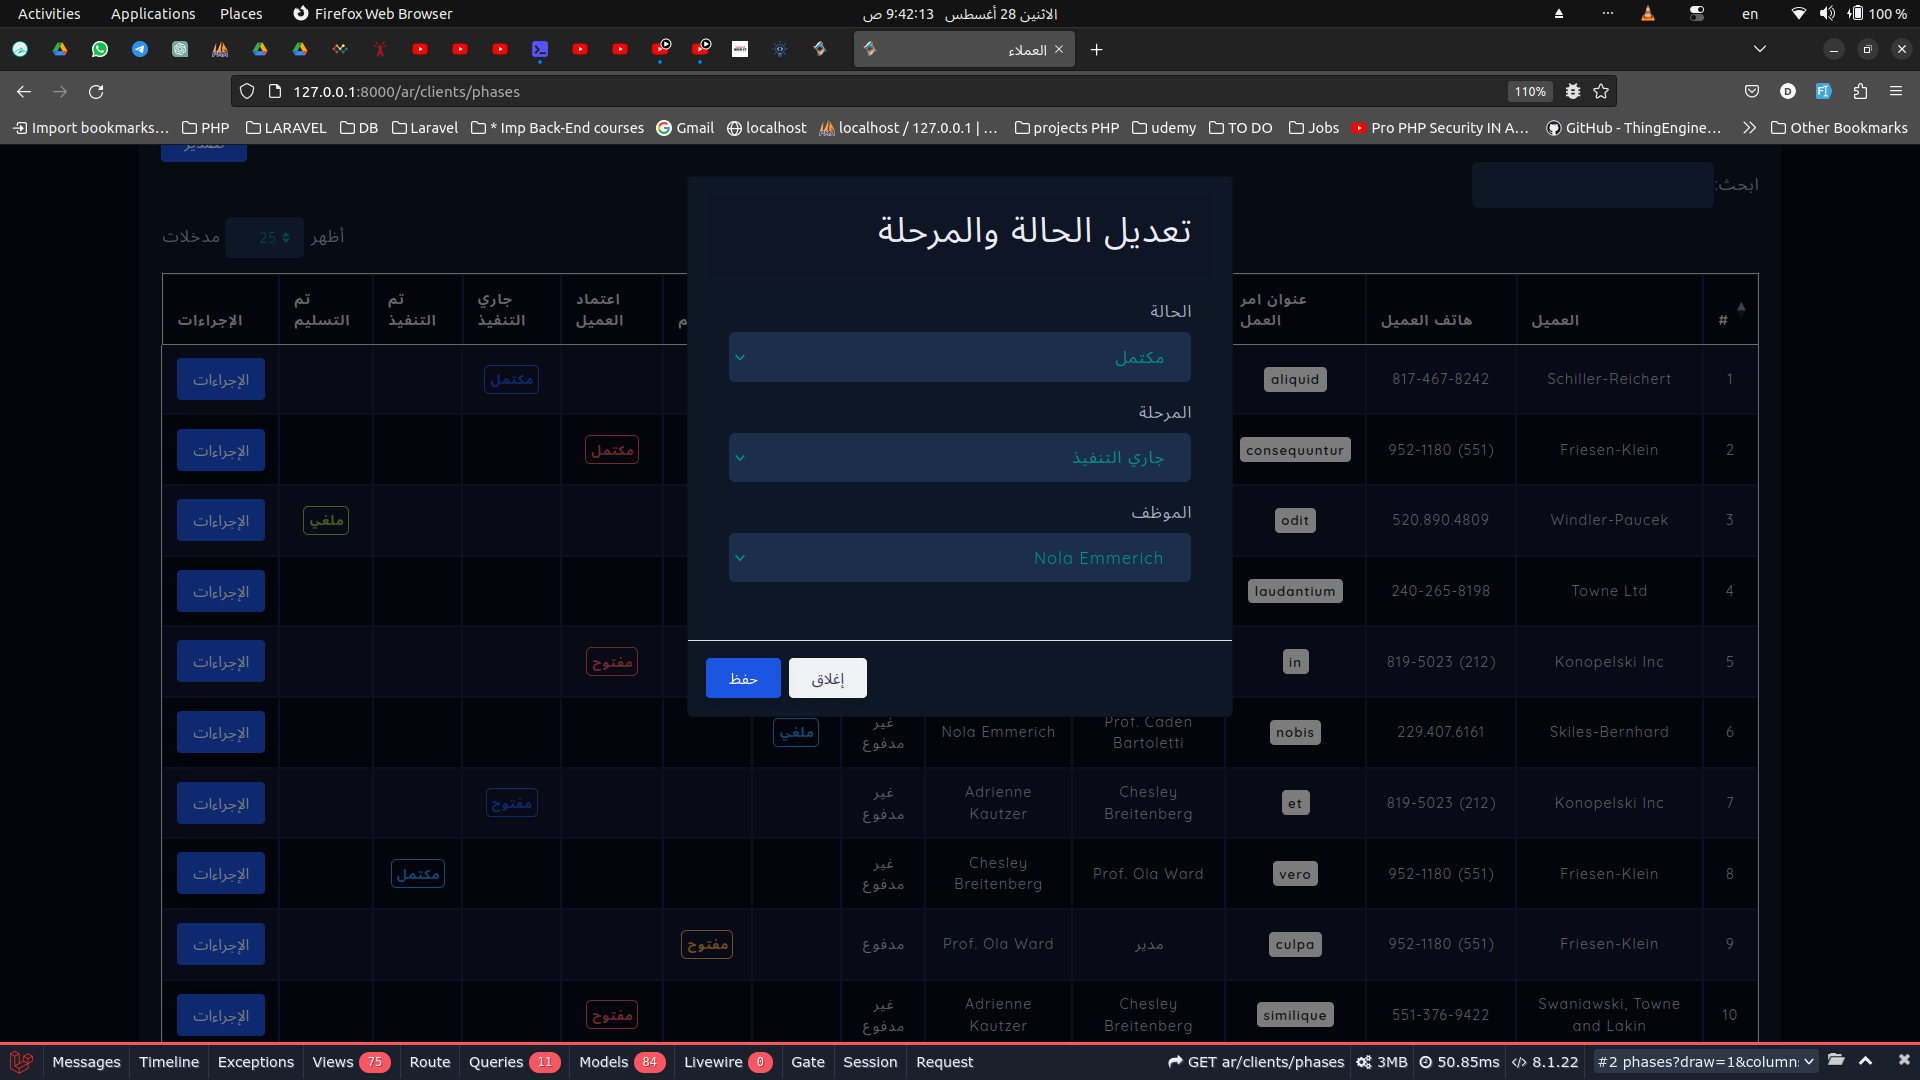 Activities Applications Places Firefox Web Browser الاثنين 28 أغسطس 9:42:13 ص en 100 %
العملاء
127.0.0.1:8000/ar/clients/phases 110%
Import bookmarks... PHP LARAVEL DB Laravel * Imp Back-End courses Gmail localhost localhost / 127.0.0.1 | ... projects PHP udemy TO DO Jobs Pro PHP Security IN A... GitHub - ThingEngine... Other Bookmarks
تصدير
ابحث:
أظهر 25 مدخلات
تعديل الحالة والمرحلة
الحالة
مكتمل
المرحلة
جاري التنفيذ
الموظف
Nola Emmerich
إغلاق
حفظ
# العميل هاتف العميل عنوان امر العمل اعتماد العميل جاري التنفيذ تم التنفيذ تم التسليم الإجراءات
1 Schiller-Reichert 817-467-8242 aliquid مكتمل الإجراءات
2 Friesen-Klein 952-1180 (551) consequuntur مكتمل الإجراءات
3 Windler-Paucek 520.890.4809 odit ملغي الإجراءات
4 Towne Ltd 240-265-8198 laudantium الإجراءات
5 Konopelski Inc 819-5023 (212) in مفتوح الإجراءات
6 Skiles-Bernhard 229.407.6161 nobis Prof. Caden Bartoletti Nola Emmerich غير مدفوع ملغي الإجراءات
7 Konopelski Inc 819-5023 (212) et Chesley Breitenberg Adrienne Kautzer غير مدفوع مفتوح الإجراءات
8 Friesen-Klein 952-1180 (551) vero Prof. Ola Ward Chesley Breitenberg غير مدفوع مكتمل الإجراءات
9 Friesen-Klein 952-1180 (551) culpa مدير Prof. Ola Ward مدفوع مفتوح الإجراءات
10 Swaniawski, Towne and Lakin 551-376-9422 similique Chesley Breitenberg Adrienne Kautzer غير مدفوع مفتوح الإجراءات
Messages Timeline Exceptions Views 75 Route Queries 11 Models 84 Livewire 0 Gate Session Request GET ar/clients/phases 3MB 50.85ms 8.1.22 #2 phases?draw=1&column